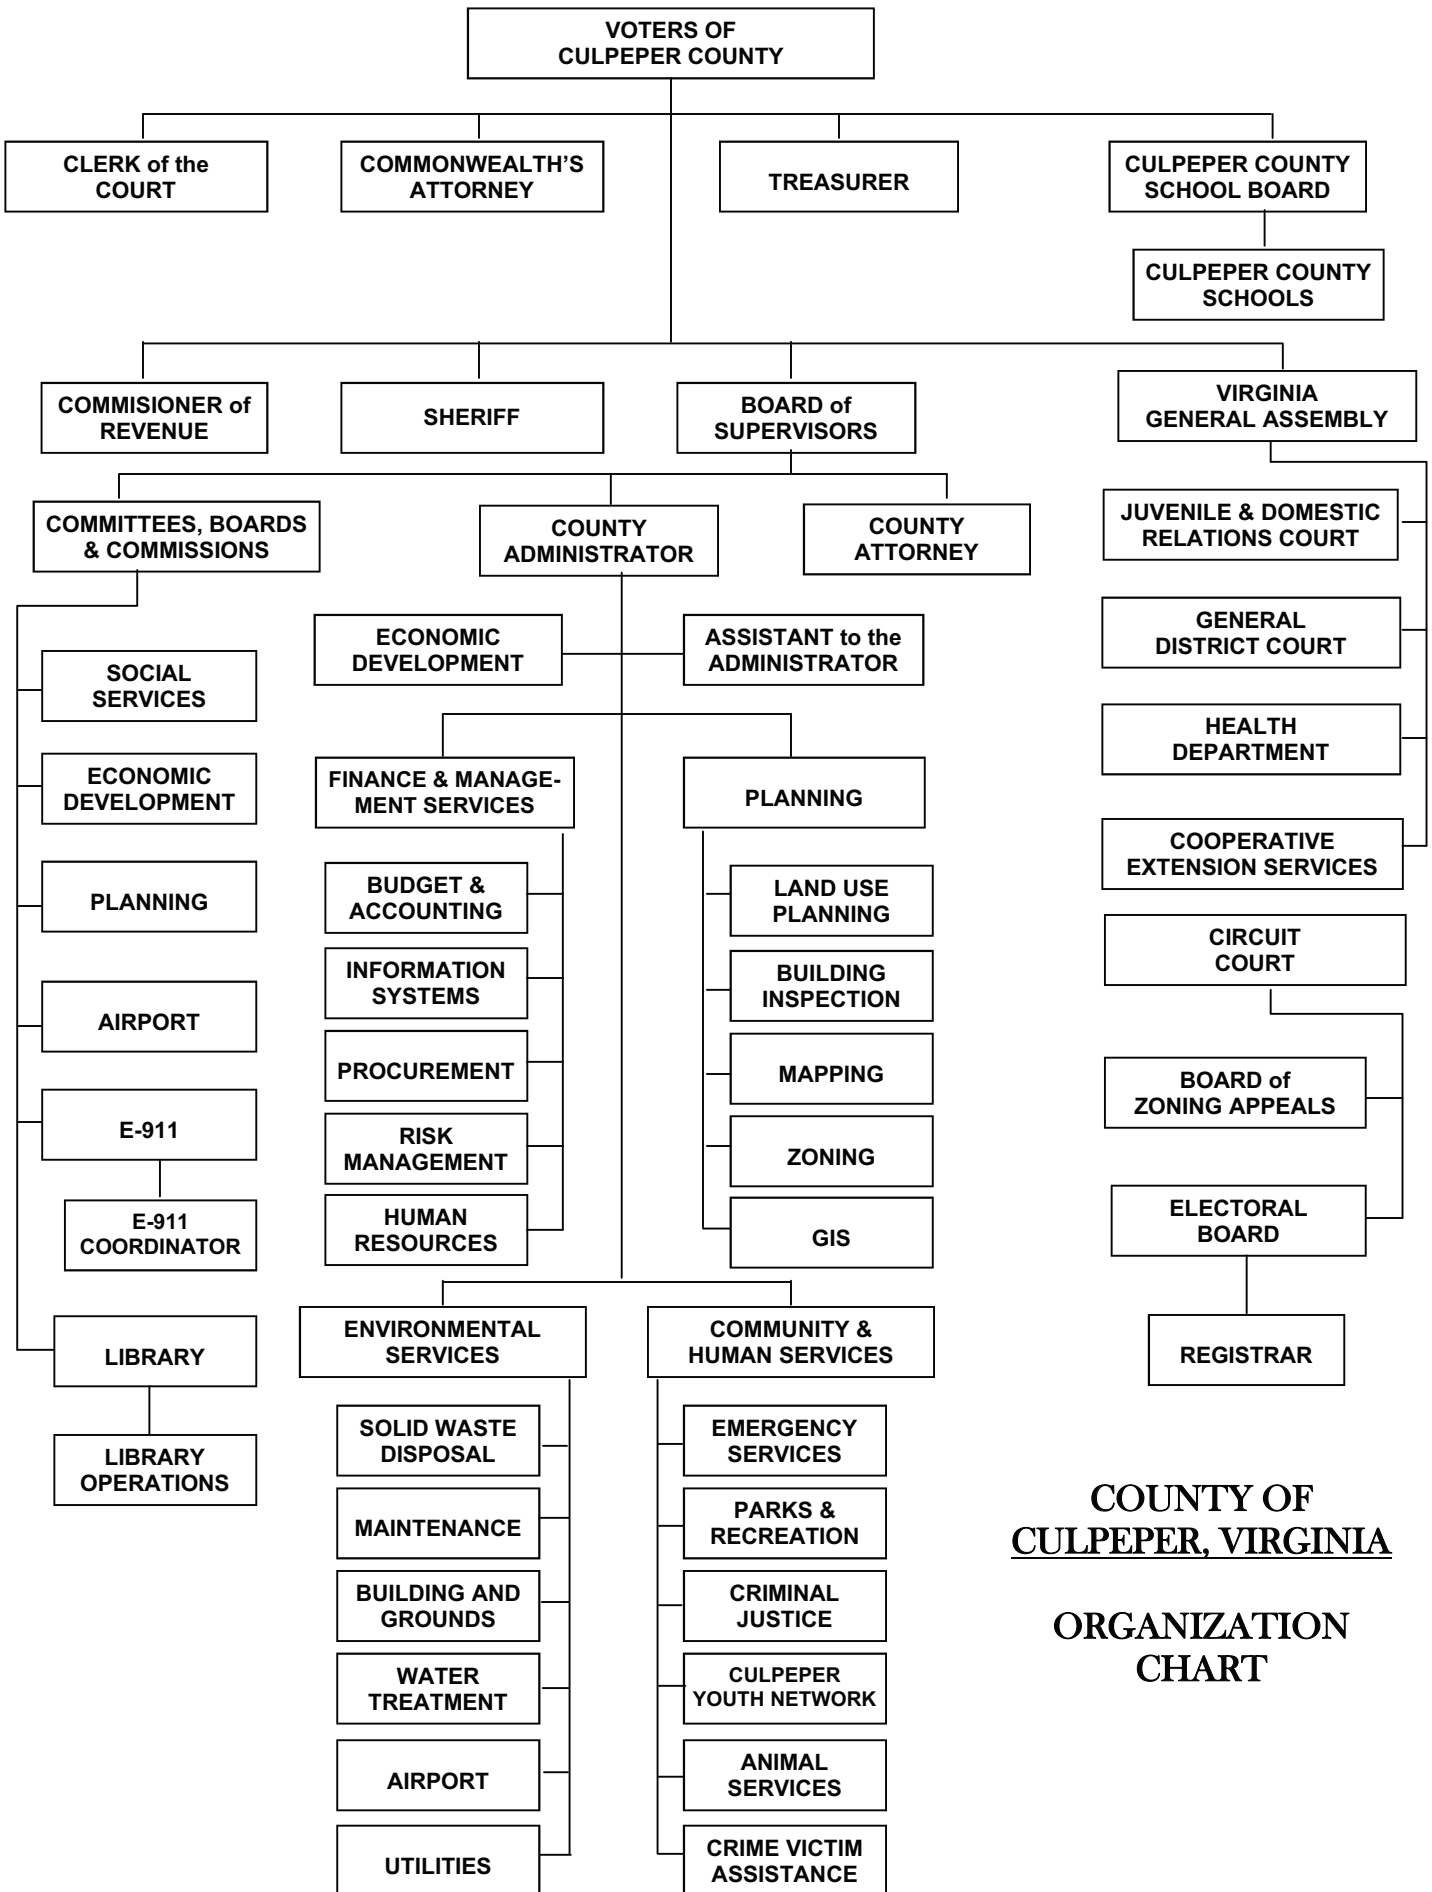 VOTERS OF
CULPEPER COUNTY
CLERK of the
COURT
COMMONWEALTH'S
ATTORNEY
TREASURER
CULPEPER COUNTY
SCHOOL BOARD
CULPEPER COUNTY
SCHOOLS
COMMISIONER of
REVENUE
SHERIFF
BOARD of
SUPERVISORS
VIRGINIA
GENERAL ASSEMBLY
COMMITTEES, BOARDS
& COMMISSIONS
COUNTY
ADMINISTRATOR
COUNTY
ATTORNEY
JUVENILE & DOMESTIC
RELATIONS COURT
GENERAL
DISTRICT COURT
HEALTH
DEPARTMENT
COOPERATIVE
EXTENSION SERVICES
CIRCUIT
COURT
BOARD of
ZONING APPEALS
ELECTORAL
BOARD
REGISTRAR
SOCIAL
SERVICES
ECONOMIC
DEVELOPMENT
PLANNING
AIRPORT
E-911
E-911
COORDINATOR
LIBRARY
LIBRARY
OPERATIONS
ECONOMIC
DEVELOPMENT
ASSISTANT to the
ADMINISTRATOR
FINANCE & MANAGE-
MENT SERVICES
BUDGET &
ACCOUNTING
INFORMATION
SYSTEMS
PROCUREMENT
RISK
MANAGEMENT
HUMAN
RESOURCES
PLANNING
LAND USE
PLANNING
BUILDING
INSPECTION
MAPPING
ZONING
GIS
ENVIRONMENTAL
SERVICES
SOLID WASTE
DISPOSAL
MAINTENANCE
BUILDING AND
GROUNDS
WATER
TREATMENT
AIRPORT
UTILITIES
COMMUNITY &
HUMAN SERVICES
EMERGENCY
SERVICES
PARKS &
RECREATION
CRIMINAL
JUSTICE
CULPEPER
YOUTH NETWORK
ANIMAL
SERVICES
CRIME VICTIM
ASSISTANCE
COUNTY OF
CULPEPER, VIRGINIA
ORGANIZATION
CHART